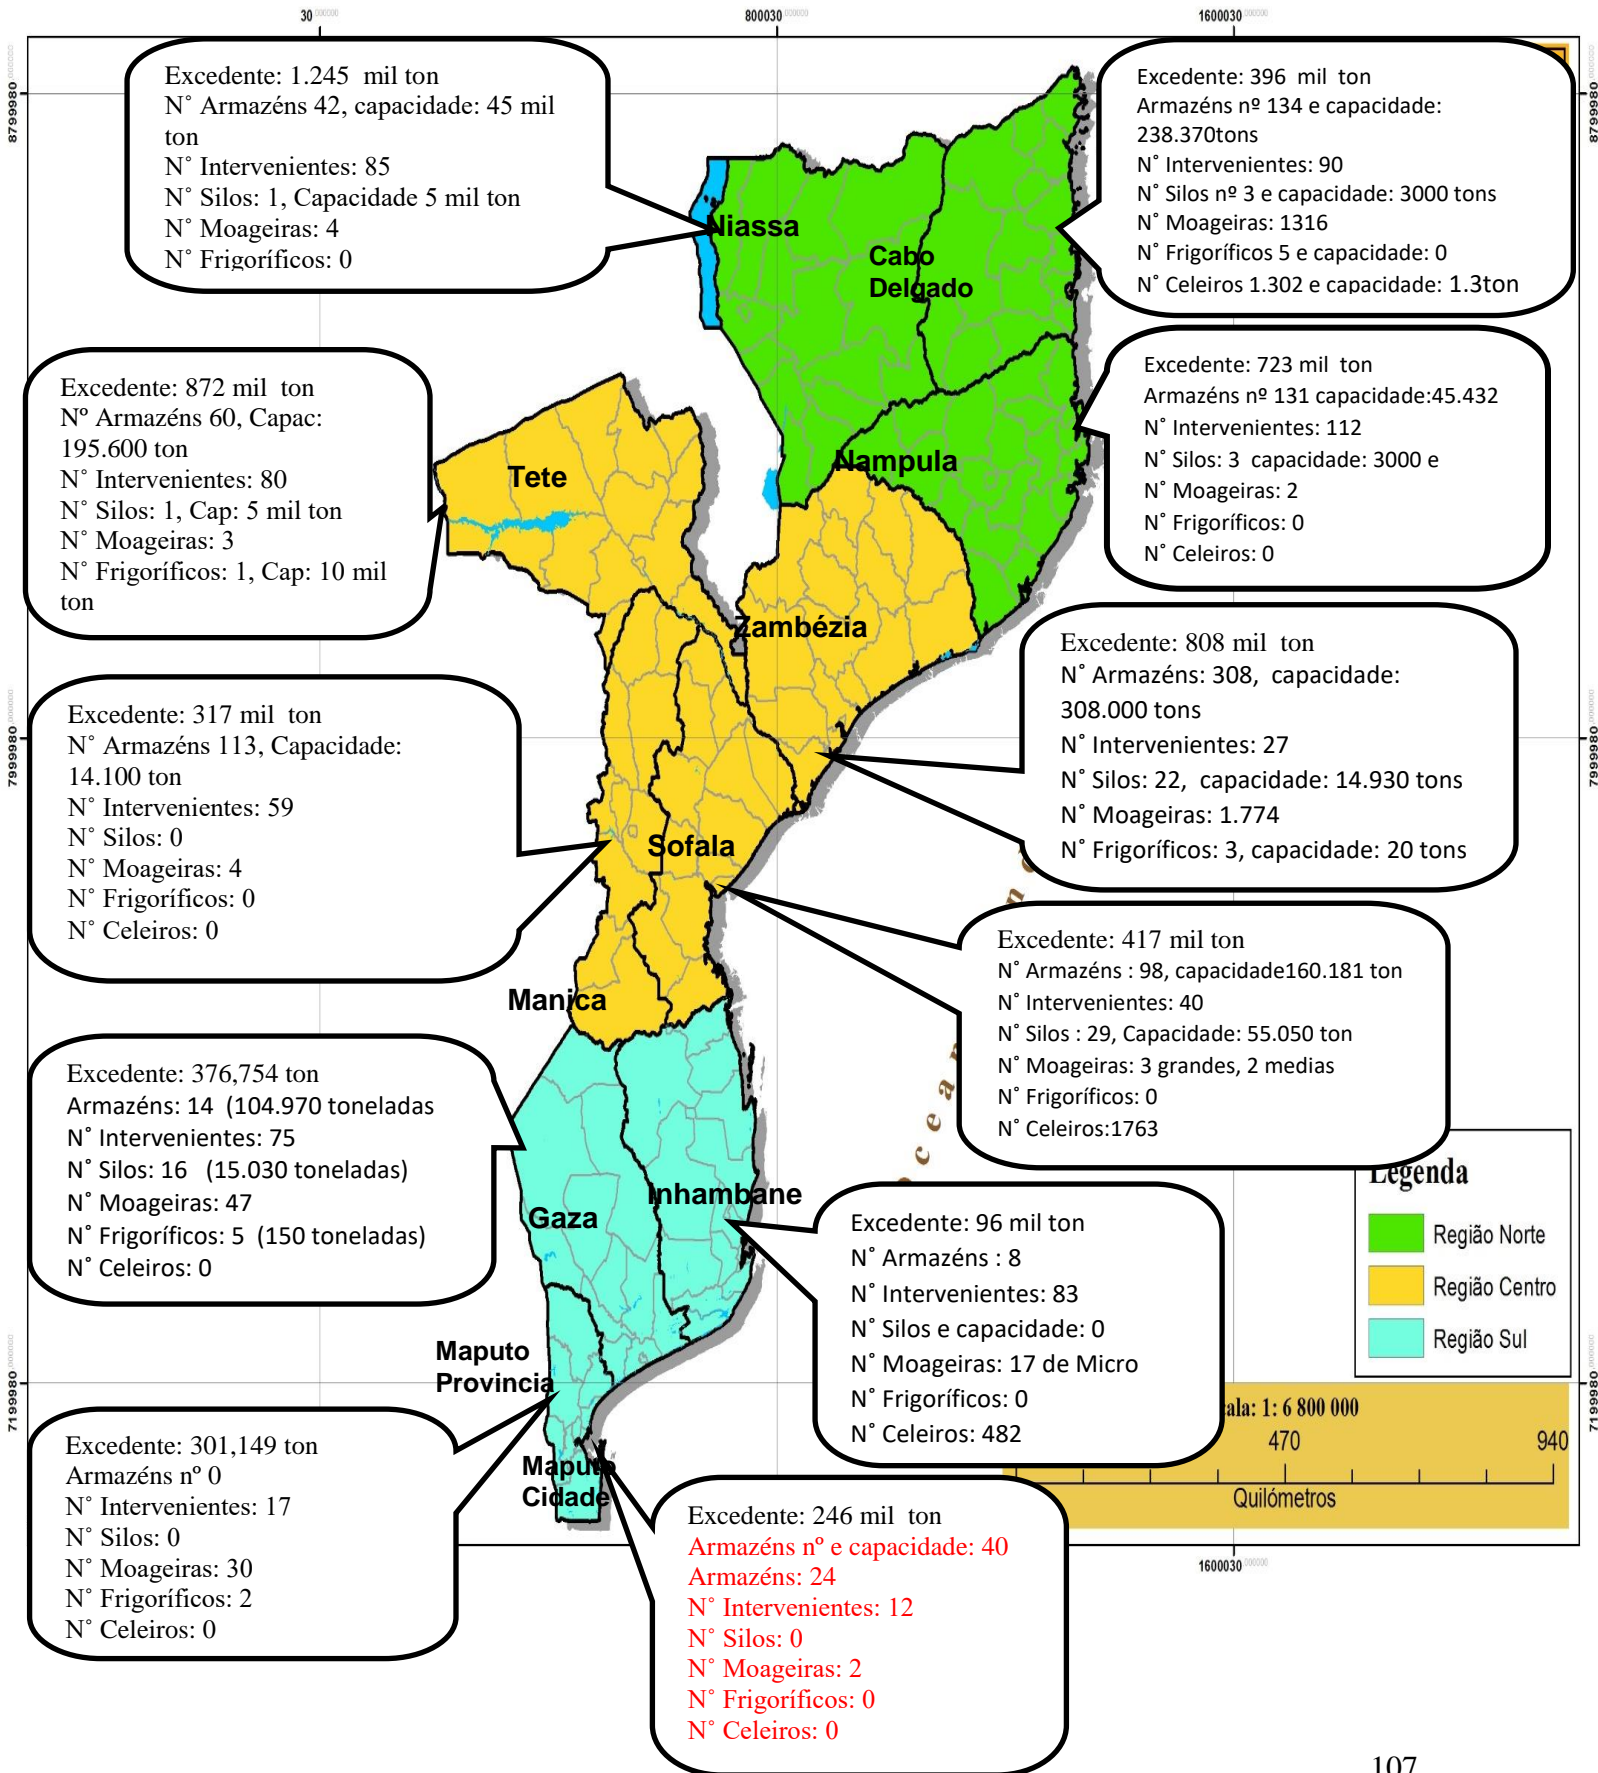 30,000000
800030,000000
1600030,000000
8799980,000000
8799980,000000
Excedente: 1.245 mil ton
N˚ Armazéns 42, capacidade: 45 mil
ton
N˚ Intervenientes: 85
N˚ Silos: 1, Capacidade 5 mil ton
N˚ Moageiras: 4
N˚ Frigoríficos: 0
Excedente: 396 mil ton
Armazéns nº 134 e capacidade:
238.370tons
N˚ Intervenientes: 90
N˚ Silos nº 3 e capacidade: 3000 tons
N˚ Moageiras: 1316
N˚ Frigoríficos 5 e capacidade: 0
N˚ Celeiros 1.302 e capacidade: 1.3ton
Niassa
Cabo
Delgado
Excedente: 872 mil ton
Nº Armazéns 60, Capac:
195.600 ton
N˚ Intervenientes: 80
N˚ Silos: 1, Cap: 5 mil ton
N˚ Moageiras: 3
N˚ Frigoríficos: 1, Cap: 10 mil
ton
Excedente: 723 mil ton
Armazéns nº 131 capacidade:45.432
N˚ Intervenientes: 112
N˚ Silos: 3 capacidade: 3000 e
N˚ Moageiras: 2
N˚ Frigoríficos: 0
N˚ Celeiros: 0
Tete
Nampula
Zambézia
Excedente: 808 mil ton
N˚ Armazéns: 308, capacidade:
308.000 tons
N˚ Intervenientes: 27
N˚ Silos: 22, capacidade: 14.930 tons
N˚ Moageiras: 1.774
N˚ Frigoríficos: 3, capacidade: 20 tons
7999980,000000
7999980,000000
Excedente: 317 mil ton
N˚ Armazéns 113, Capacidade:
14.100 ton
N˚ Intervenientes: 59
N˚ Silos: 0
N˚ Moageiras: 4
N˚ Frigoríficos: 0
N˚ Celeiros: 0
Sofala
Manica
Excedente: 417 mil ton
N˚ Armazéns : 98, capacidade160.181 ton
N˚ Intervenientes: 40
N˚ Silos : 29, Capacidade: 55.050 ton
N˚ Moageiras: 3 grandes, 2 medias
N˚ Frigoríficos: 0
N˚ Celeiros:1763
Excedente: 376,754 ton
Armazéns: 14 (104.970 toneladas
N˚ Intervenientes: 75
N˚ Silos: 16 (15.030 toneladas)
N˚ Moageiras: 47
N˚ Frigoríficos: 5 (150 toneladas)
N˚ Celeiros: 0
Gaza
Inhambane
Excedente: 96 mil ton
N˚ Armazéns : 8
N˚ Intervenientes: 83
N˚ Silos e capacidade: 0
N˚ Moageiras: 17 de Micro
N˚ Frigoríficos: 0
N˚ Celeiros: 482
Legenda
Região Norte
Região Centro
Região Sul
7199980,000000
7199980,000000
Maputo
Provincia
Maputo
Cidade
ala: 1: 6 800 000
470
940
Quilómetros
Excedente: 301,149 ton
Armazéns nº 0
N˚ Intervenientes: 17
N˚ Silos: 0
N˚ Moageiras: 30
N˚ Frigoríficos: 2
N˚ Celeiros: 0
Excedente: 246 mil ton
Armazéns nº e capacidade: 40
Armazéns: 24
N˚ Intervenientes: 12
N˚ Silos: 0
N˚ Moageiras: 2
N˚ Frigoríficos: 0
N˚ Celeiros: 0
1600030,000000
107